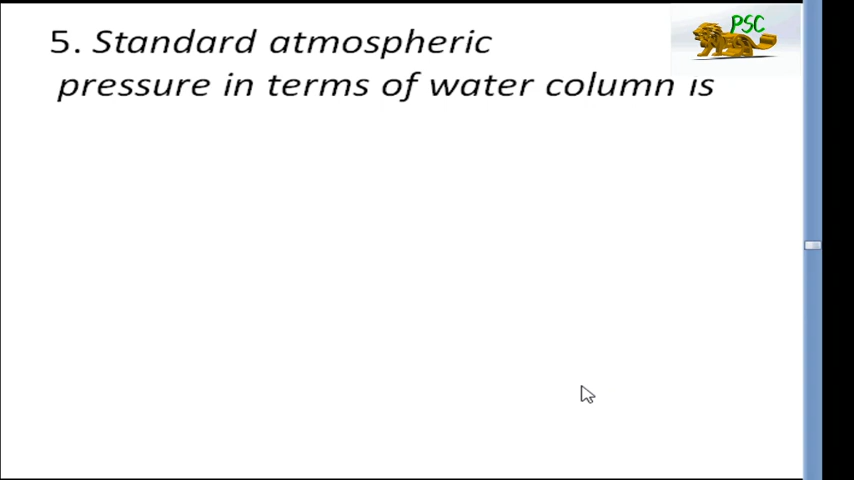 PSC
5. Standard atmospheric
pressure in terms of water column is